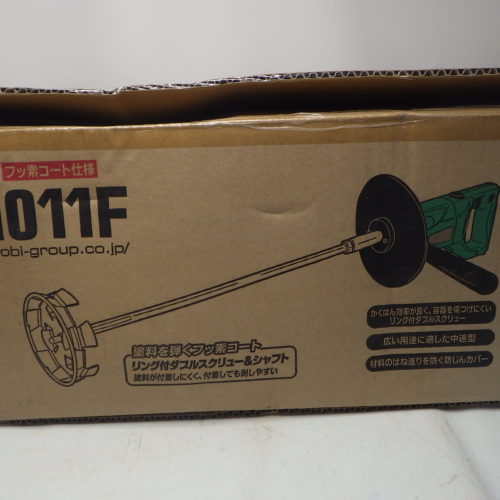 フッ素コート仕様
1011F
obi-group.co.jp/
塗料を弾くフッ素コート
リング付ダブルスクリュー&シャフト
塗料が付着しにくく、付着しても剥しやすい
かくはん効率が良く、容器を傷つけにくい
リング付ダブルスクリュー
広い用途に適した中速型
材料のはね返りを防ぐ防じんカバー